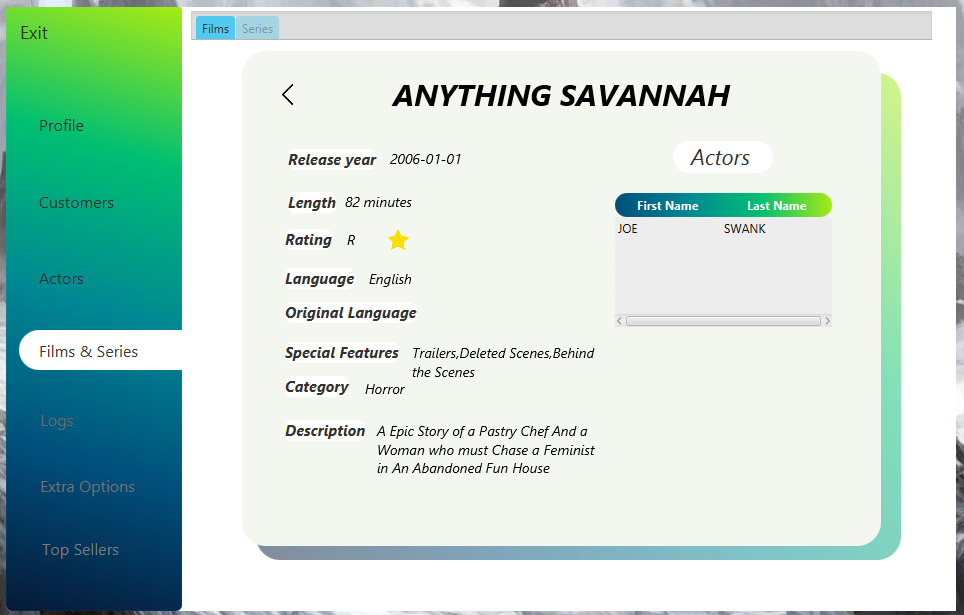 Exit
Profile
Customers
Actors
Films & Series
Logs
Extra Options
Top Sellers
Films Series
ANYTHING SAVANNAH
Release year 2006-01-01
Length 82 minutes
Rating R
Language English
Original Language
Special Features Trailers,Deleted Scenes,Behind
the Scenes
Category Horror
Description A Epic Story of a Pastry Chef And a
Woman who must Chase a Feminist
in An Abandoned Fun House
Actors
First Name Last Name
JOE SWANK